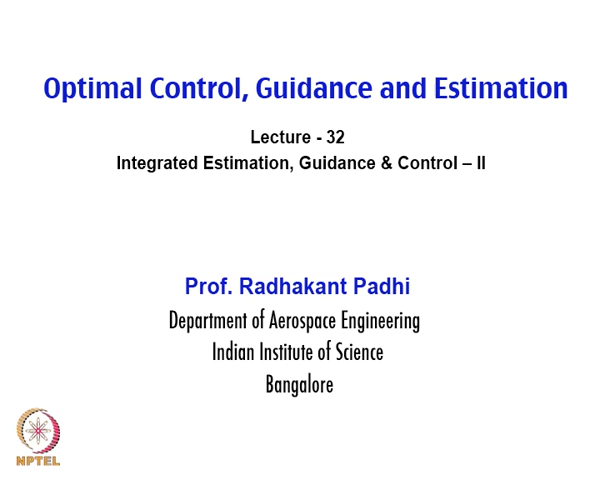 Optimal Control, Guidance and Estimation
Lecture - 32
Integrated Estimation, Guidance & Control – II
Prof. Radhakant Padhi
Department of Aerospace Engineering
Indian Institute of Science
Bangalore
NPTEL